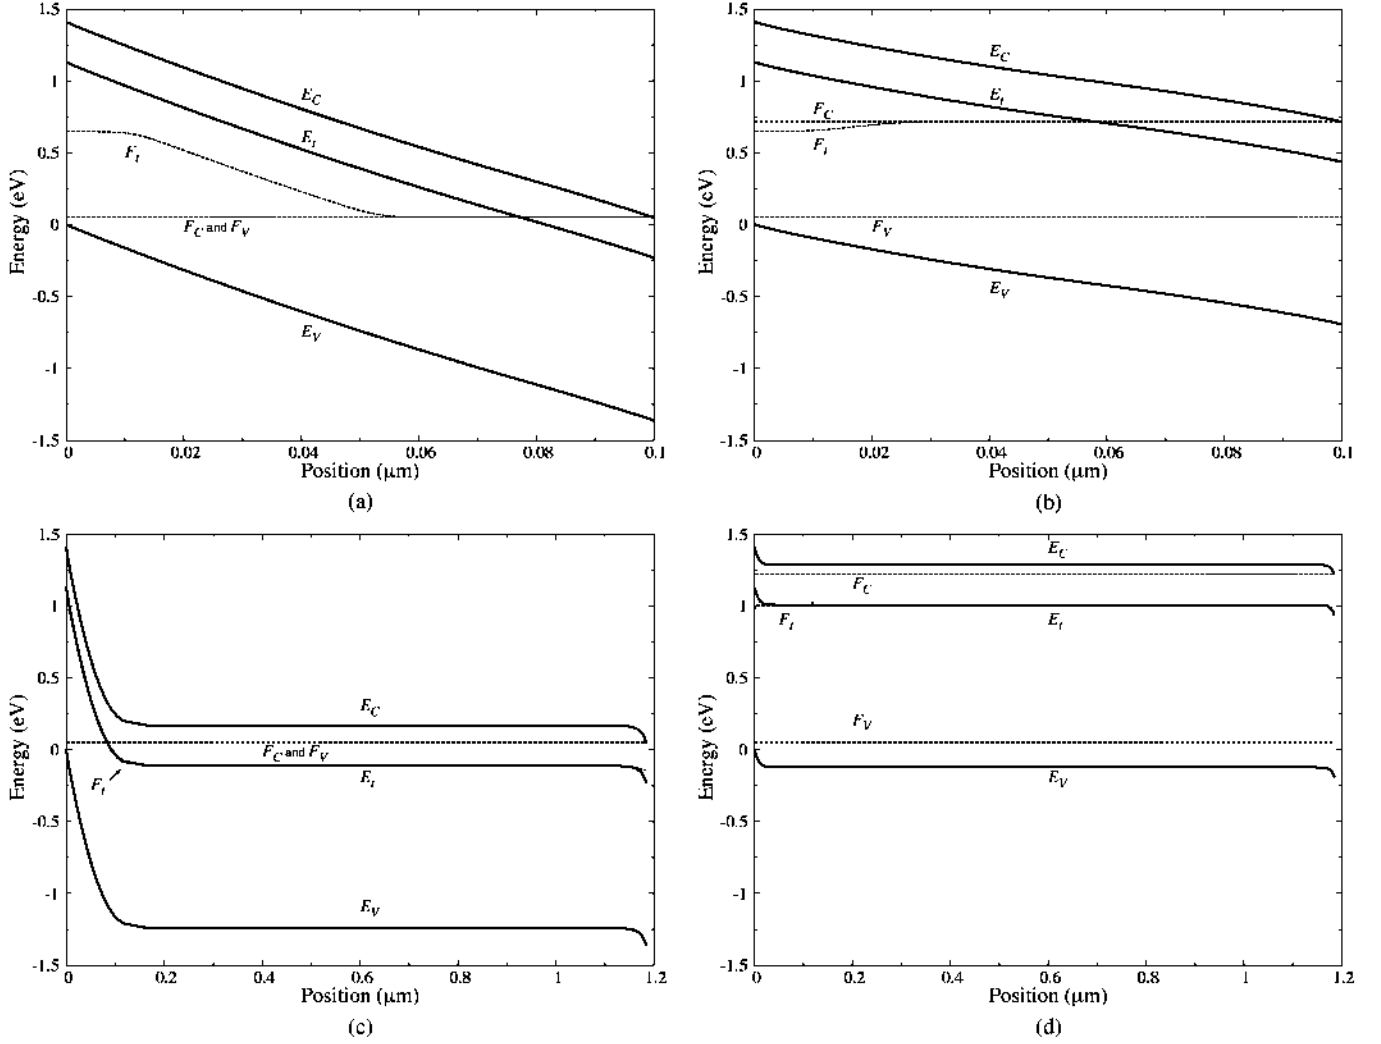 1.5
1
0.5
0
-0.5
-1
-1.5
Energy (eV)
E_C
E_t
F_t
F_C and F_V
E_V
0
0.02
0.04
0.06
0.08
0.1
Position (μm)
(a)
1.5
1
0.5
0
-0.5
-1
-1.5
Energy (eV)
E_C
E_t
F_C
F_t
F_V
E_V
0
0.02
0.04
0.06
0.08
0.1
Position (μm)
(b)
1.5
1
0.5
0
-0.5
-1
-1.5
Energy (eV)
E_C
F_C and F_V
F_t
E_t
E_V
0
0.2
0.4
0.6
0.8
1
1.2
Position (μm)
(c)
1.5
1
0.5
0
-0.5
-1
-1.5
Energy (eV)
E_C
F_C
F_t
E_t
F_V
E_V
0
0.2
0.4
0.6
0.8
1
1.2
Position (μm)
(d)